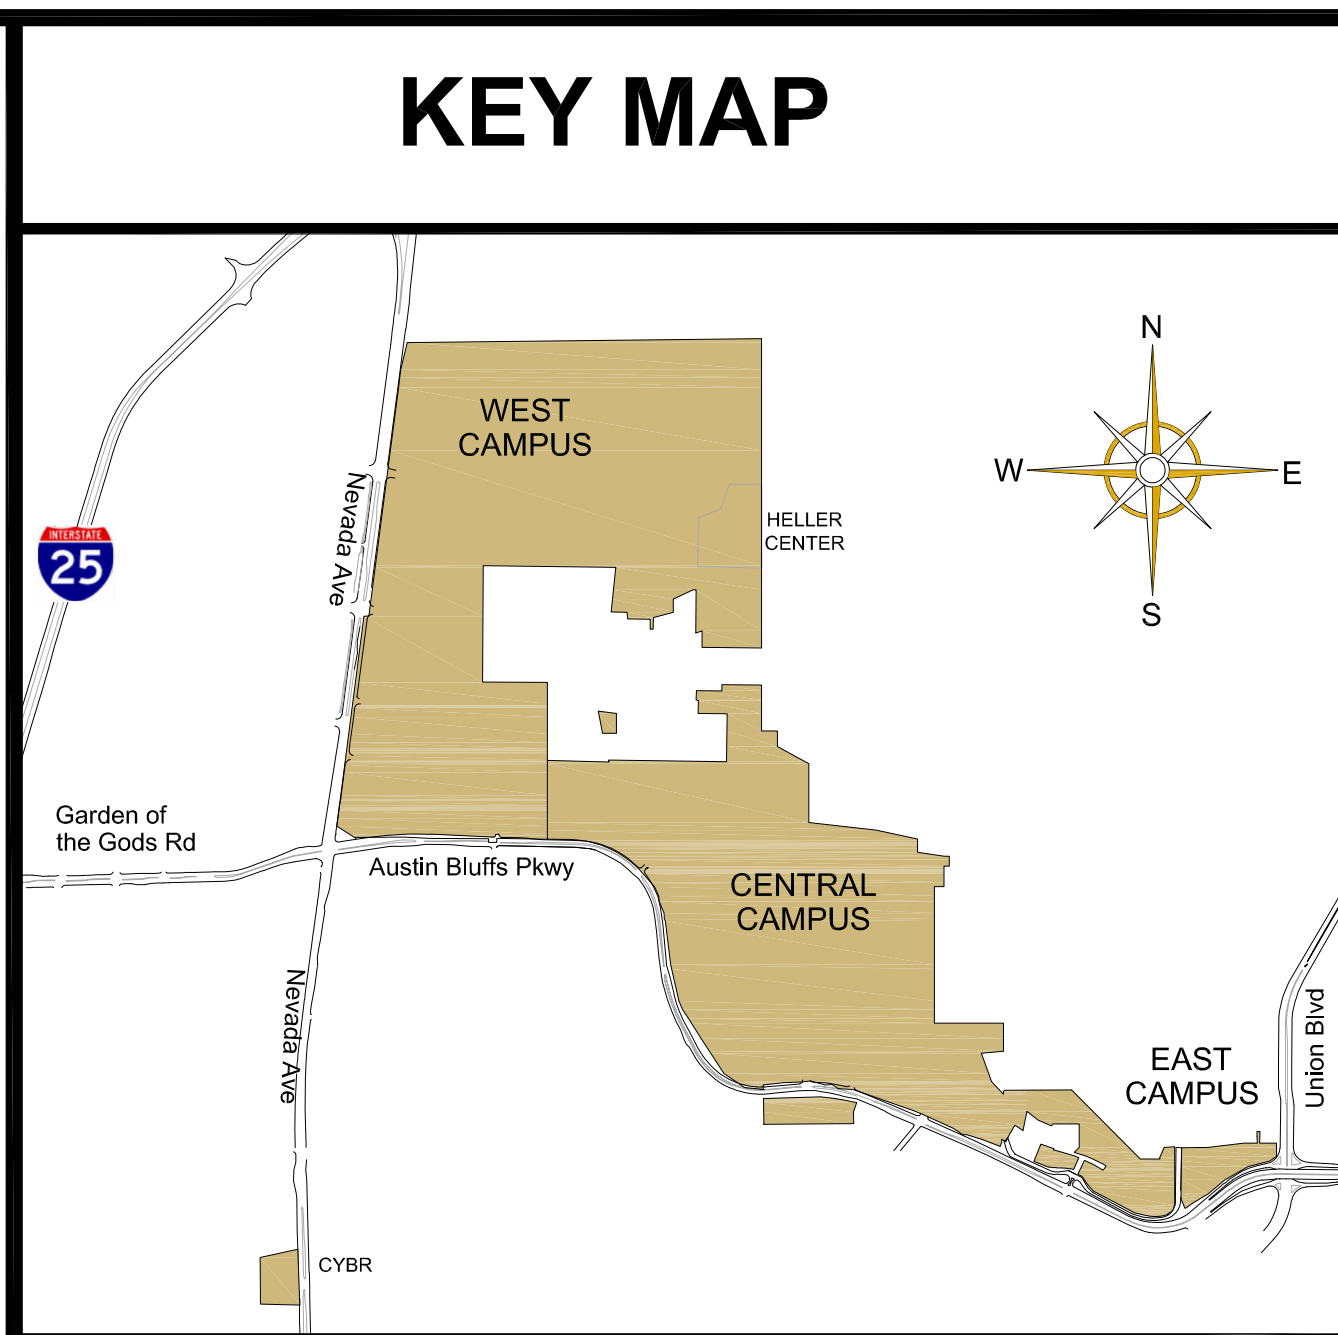 KEY MAP
N
W
E
S
WEST
CAMPUS
Nevada Ave
HELLER
CENTER
INTERSTATE
25
Garden of
the Gods Rd
Austin Bluffs Pkwy
CENTRAL
CAMPUS
Nevada Ave
EAST
CAMPUS
Union Blvd
CYBR